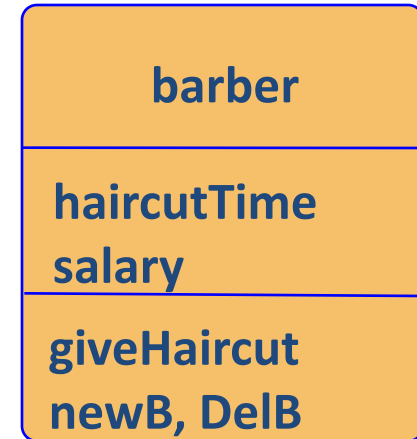 barber
haircutTime
salary
giveHaircut
newB, DelB